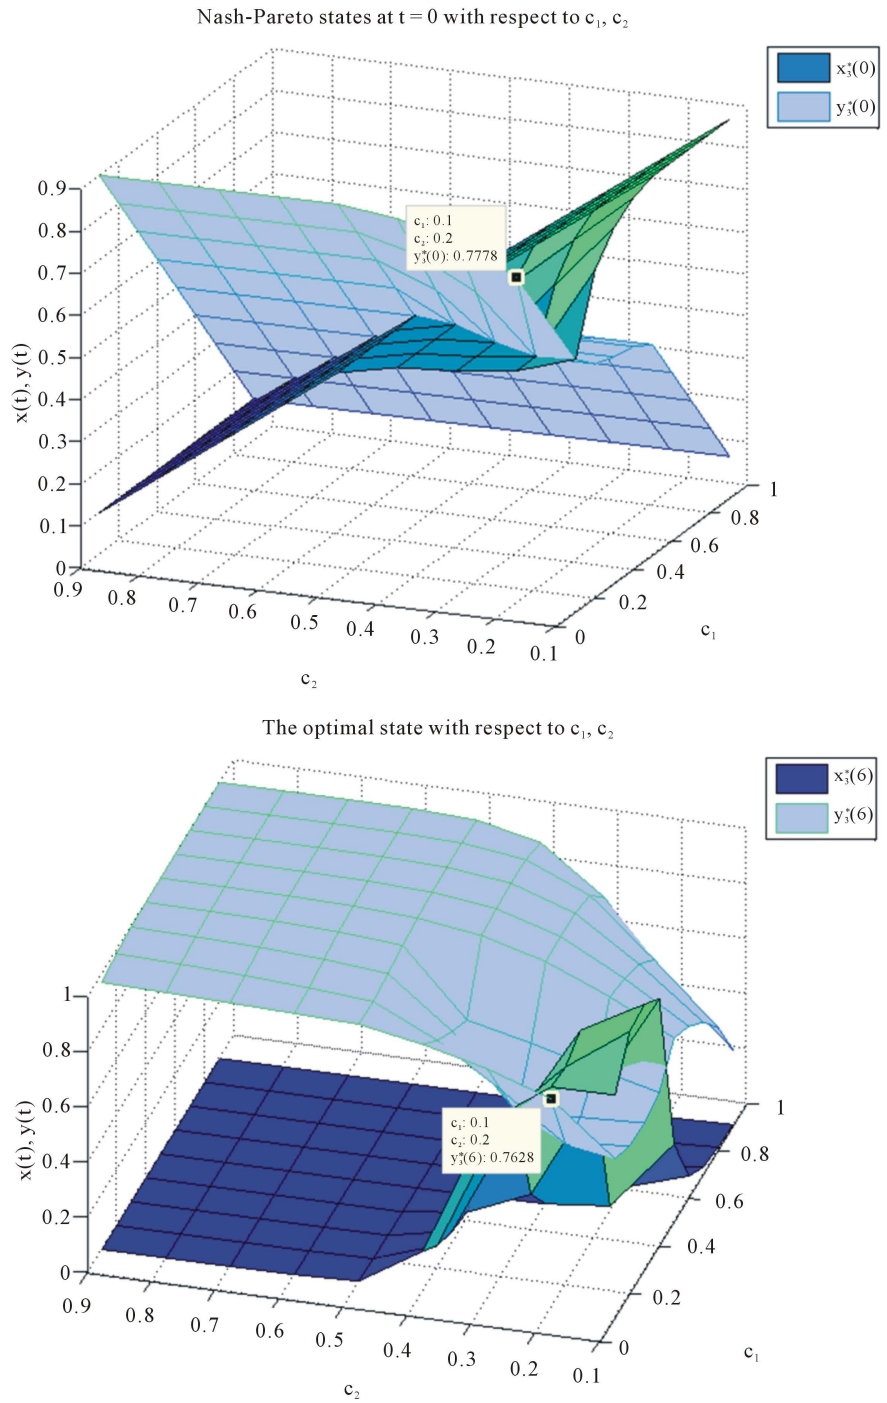 Nash-Pareto states at t = 0 with respect to c₁, c₂
x₃*(0)
y₃*(0)
0.9
0.8
0.7
0.6
0.5
0.4
0.3
0.2
0.1
0
x(t), y(t)
c₁: 0.1
c₂: 0.2
y₃*(0): 0.7778
0.9
0.8
0.7
0.6
0.5
0.4
0.3
0.2
0.1
c₂
0
0.2
0.4
0.6
0.8
1
c₁
The optimal state with respect to c₁, c₂
x₃*(6)
y₃*(6)
1
0.8
0.6
0.4
0.2
0
x(t), y(t)
c₁: 0.1
c₂: 0.2
y₃*(6): 0.7628
0.9
0.8
0.7
0.6
0.5
0.4
0.3
0.2
0.1
c₂
0
0.2
0.4
0.6
0.8
1
c₁